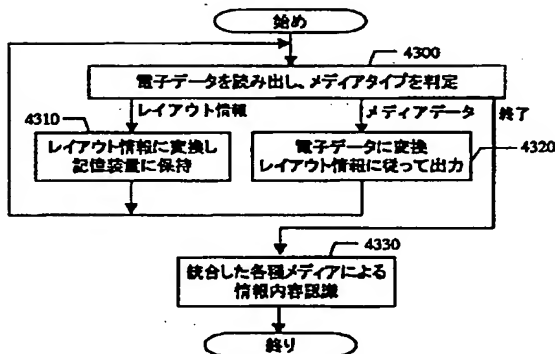 始め
4300
電子データを読み出し、メディアタイプを判定
4310
レイアウト情報
メディアデータ
終了
レイアウト情報に変換し
記憶装置に保持
電子データに変換
レイアウト情報に従って出力
4320
4330
統合した各種メディアによる
情報内容認識
終り